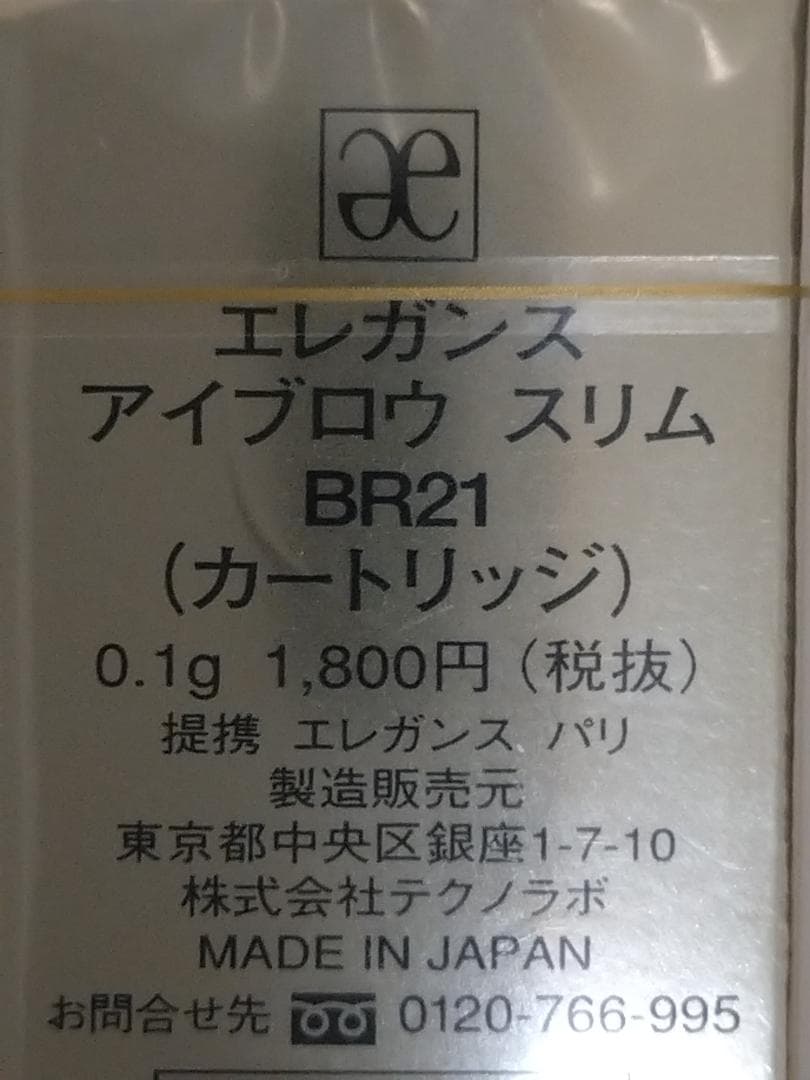 エレガンス
アイブロウ スリム
BR21
（カートリッジ）
0.1g 1,800円（税抜）
提携 エレガンス パリ
製造販売元
東京都中央区銀座1-7-10
株式会社テクノラボ
MADE IN JAPAN
お問合せ先 0120-766-995